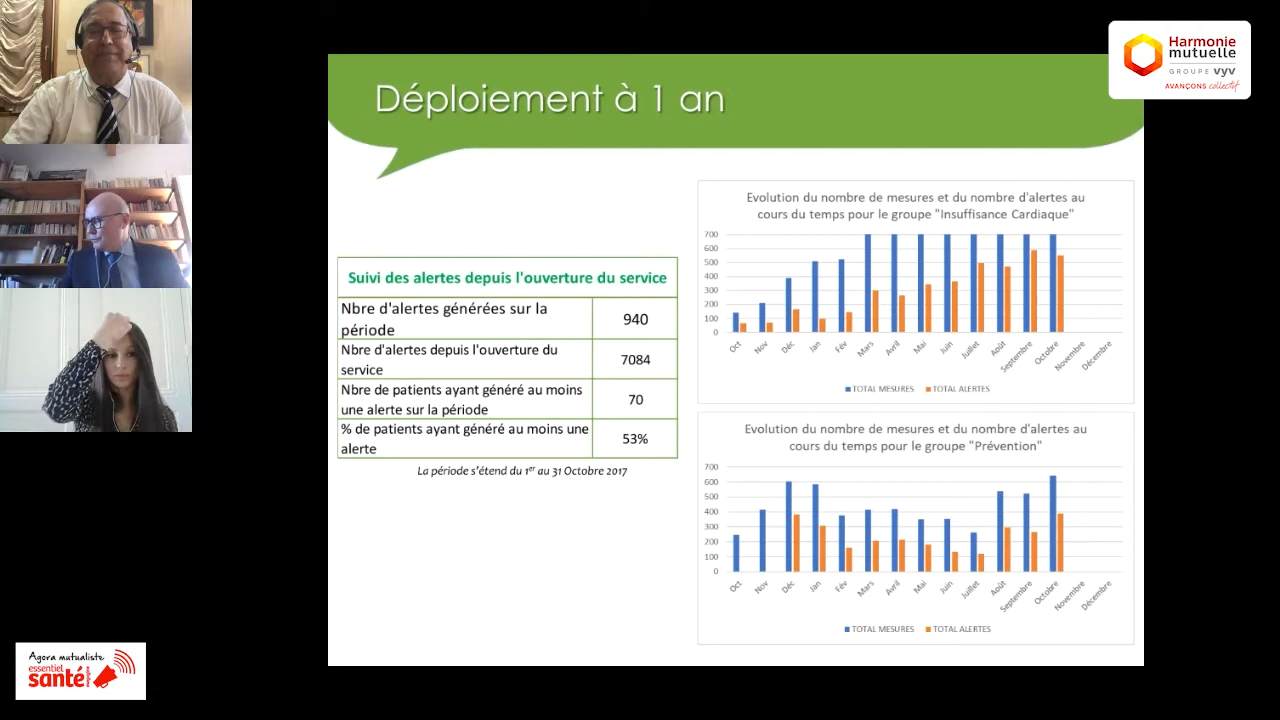 Harmonie
mutuelle
GROUPE vyv
AVANÇONS collectif
Déploiement à 1 an
Suivi des alertes depuis l'ouverture du service
Nbre d'alertes générées sur la
période
940
Nbre d'alertes depuis l'ouverture du
service
7084
Nbre de patients ayant généré au moins
une alerte sur la période
70
% de patients ayant généré au moins une
alerte
53%
La période s'étend du 1er au 31 Octobre 2017
Evolution du nombre de mesures et du nombre d'alertes au
cours du temps pour le groupe "Insuffisance Cardiaque"
700
600
500
400
300
200
100
0
Oct Nov Déc Jan Fév Mars Avril Mai Juin Juillet Août Septembre Octobre Novembre Décembre
TOTAL MESURES TOTAL ALERTES
Evolution du nombre de mesures et du nombre d'alertes au
cours du temps pour le groupe "Prévention"
700
600
500
400
300
200
100
0
Oct Nov Déc Jan Fév Mars Avril Mai Juin Juillet Août Septembre Octobre Novembre Décembre
TOTAL MESURES TOTAL ALERTES
Agora mutualiste
essentiel
santé